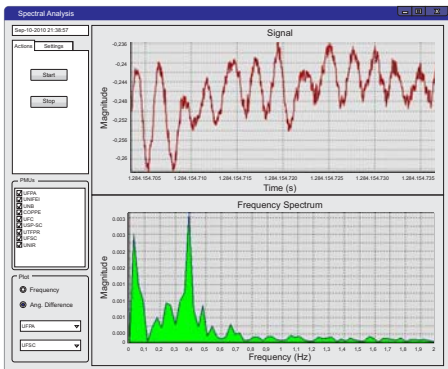 Spectral Analysis
Sep-10-2010 21:38:57
Actions Settings
Start
Stop
PMUs
UFPA
UNIFEI
UNB
COPPE
UFC
USP-SC
UTFPR
UFSC
UNIR
Plot
Frequency
Ang. Difference
UFPA
UFSC
Signal
Magnitude
-0,236
-0,24
-0,244
-0,248
-0,252
-0,256
-0,26
1.284.154.705 1.284.154.710 1.284.154.715 1.284.154.720 1.284.154.725 1.284.154.730 1.284.154.735
Time (s)
Frequency Spectrum
Magnitude
0.003
0.003
0.002
0.002
0.001
0.001
0.000
0
0 0,1 0,2 0,3 0,4 0,5 0,6 0,7 0,8 0,9 1 1,1 1,2 1,3 1,4 1,5 1,6 1,7 1,8 1,9 2
Frequency (Hz)